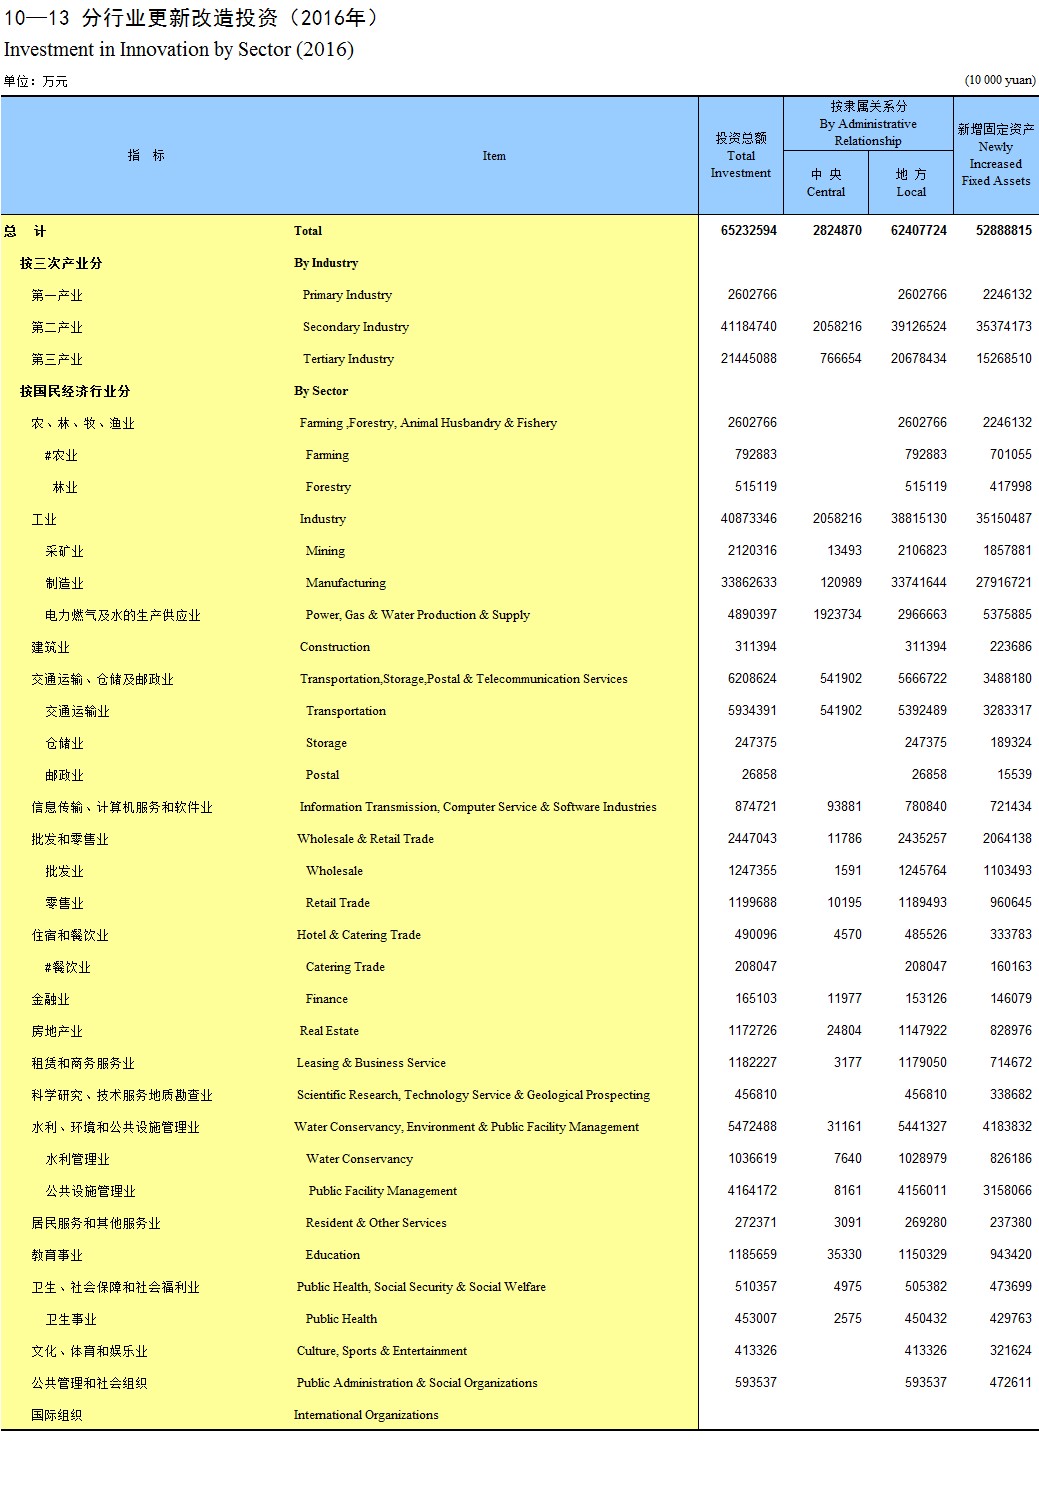 10—13 分行业更新改造投资（2016年）
Investment in Innovation by Sector (2016)
单位：万元 (10 000 yuan)
指 标 Item 投资总额 Total Investment 按隶属关系分 By Administrative Relationship 中 央 Central 地 方 Local 新增固定资产 Newly Increased Fixed Assets
总 计 Total 65232594 2824870 62407724 52888815
按三次产业分 By Industry
第一产业 Primary Industry 2602766 2602766 2246132
第二产业 Secondary Industry 41184740 2058216 39126524 35374173
第三产业 Tertiary Industry 21445088 766654 20678434 15268510
按国民经济行业分 By Sector
农、林、牧、渔业 Farming ,Forestry, Animal Husbandry & Fishery 2602766 2602766 2246132
#农业 Farming 792883 792883 701055
林业 Forestry 515119 515119 417998
工业 Industry 40873346 2058216 38815130 35150487
采矿业 Mining 2120316 13493 2106823 1857881
制造业 Manufacturing 33862633 120989 33741644 27916721
电力燃气及水的生产供应业 Power, Gas & Water Production & Supply 4890397 1923734 2966663 5375885
建筑业 Construction 311394 311394 223686
交通运输、仓储及邮政业 Transportation,Storage,Postal & Telecommunication Services 6208624 541902 5666722 3488180
交通运输业 Transportation 5934391 541902 5392489 3283317
仓储业 Storage 247375 247375 189324
邮政业 Postal 26858 26858 15539
信息传输、计算机服务和软件业 Information Transmission, Computer Service & Software Industries 874721 93881 780840 721434
批发和零售业 Wholesale & Retail Trade 2447043 11786 2435257 2064138
批发业 Wholesale 1247355 1591 1245764 1103493
零售业 Retail Trade 1199688 10195 1189493 960645
住宿和餐饮业 Hotel & Catering Trade 490096 4570 485526 333783
#餐饮业 Catering Trade 208047 208047 160163
金融业 Finance 165103 11977 153126 146079
房地产业 Real Estate 1172726 24804 1147922 828976
租赁和商务服务业 Leasing & Business Service 1182227 3177 1179050 714672
科学研究、技术服务地质勘查业 Scientific Research, Technology Service & Geological Prospecting 456810 456810 338682
水利、环境和公共设施管理业 Water Conservancy, Environment & Public Facility Management 5472488 31161 5441327 4183832
水利管理业 Water Conservancy 1036619 7640 1028979 826186
公共设施管理业 Public Facility Management 4164172 8161 4156011 3158066
居民服务和其他服务业 Resident & Other Services 272371 3091 269280 237380
教育事业 Education 1185659 35330 1150329 943420
卫生、社会保障和社会福利业 Public Health, Social Security & Social Welfare 510357 4975 505382 473699
卫生事业 Public Health 453007 2575 450432 429763
文化、体育和娱乐业 Culture, Sports & Entertainment 413326 413326 321624
公共管理和社会组织 Public Administration & Social Organizations 593537 593537 472611
国际组织 International Organizations